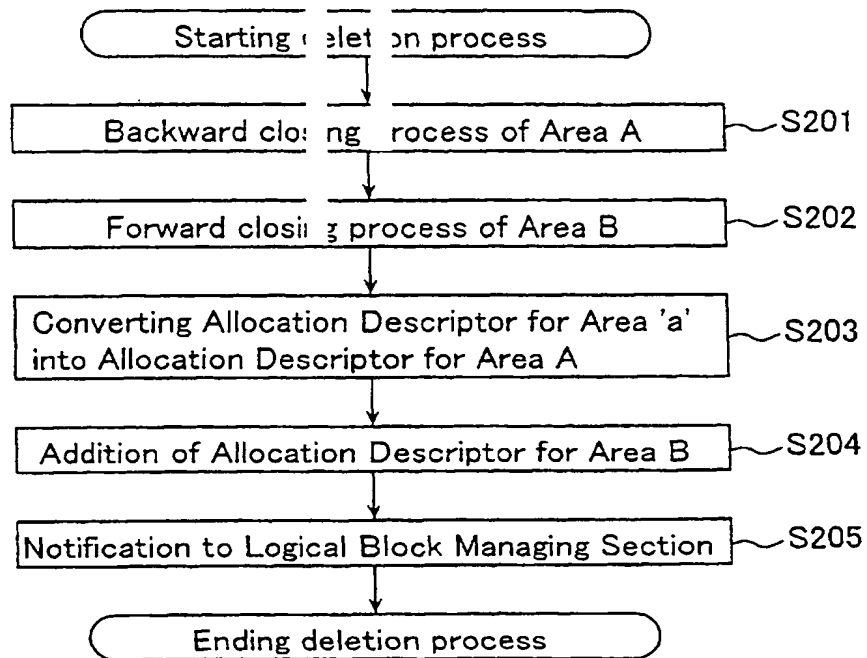 Starting deletion process
Backward closing process of Area A
S201
Forward closing process of Area B
S202
Converting Allocation Descriptor for Area 'a'
into Allocation Descriptor for Area A
S203
Addition of Allocation Descriptor for Area B
S204
Notification to Logical Block Managing Section
S205
Ending deletion process